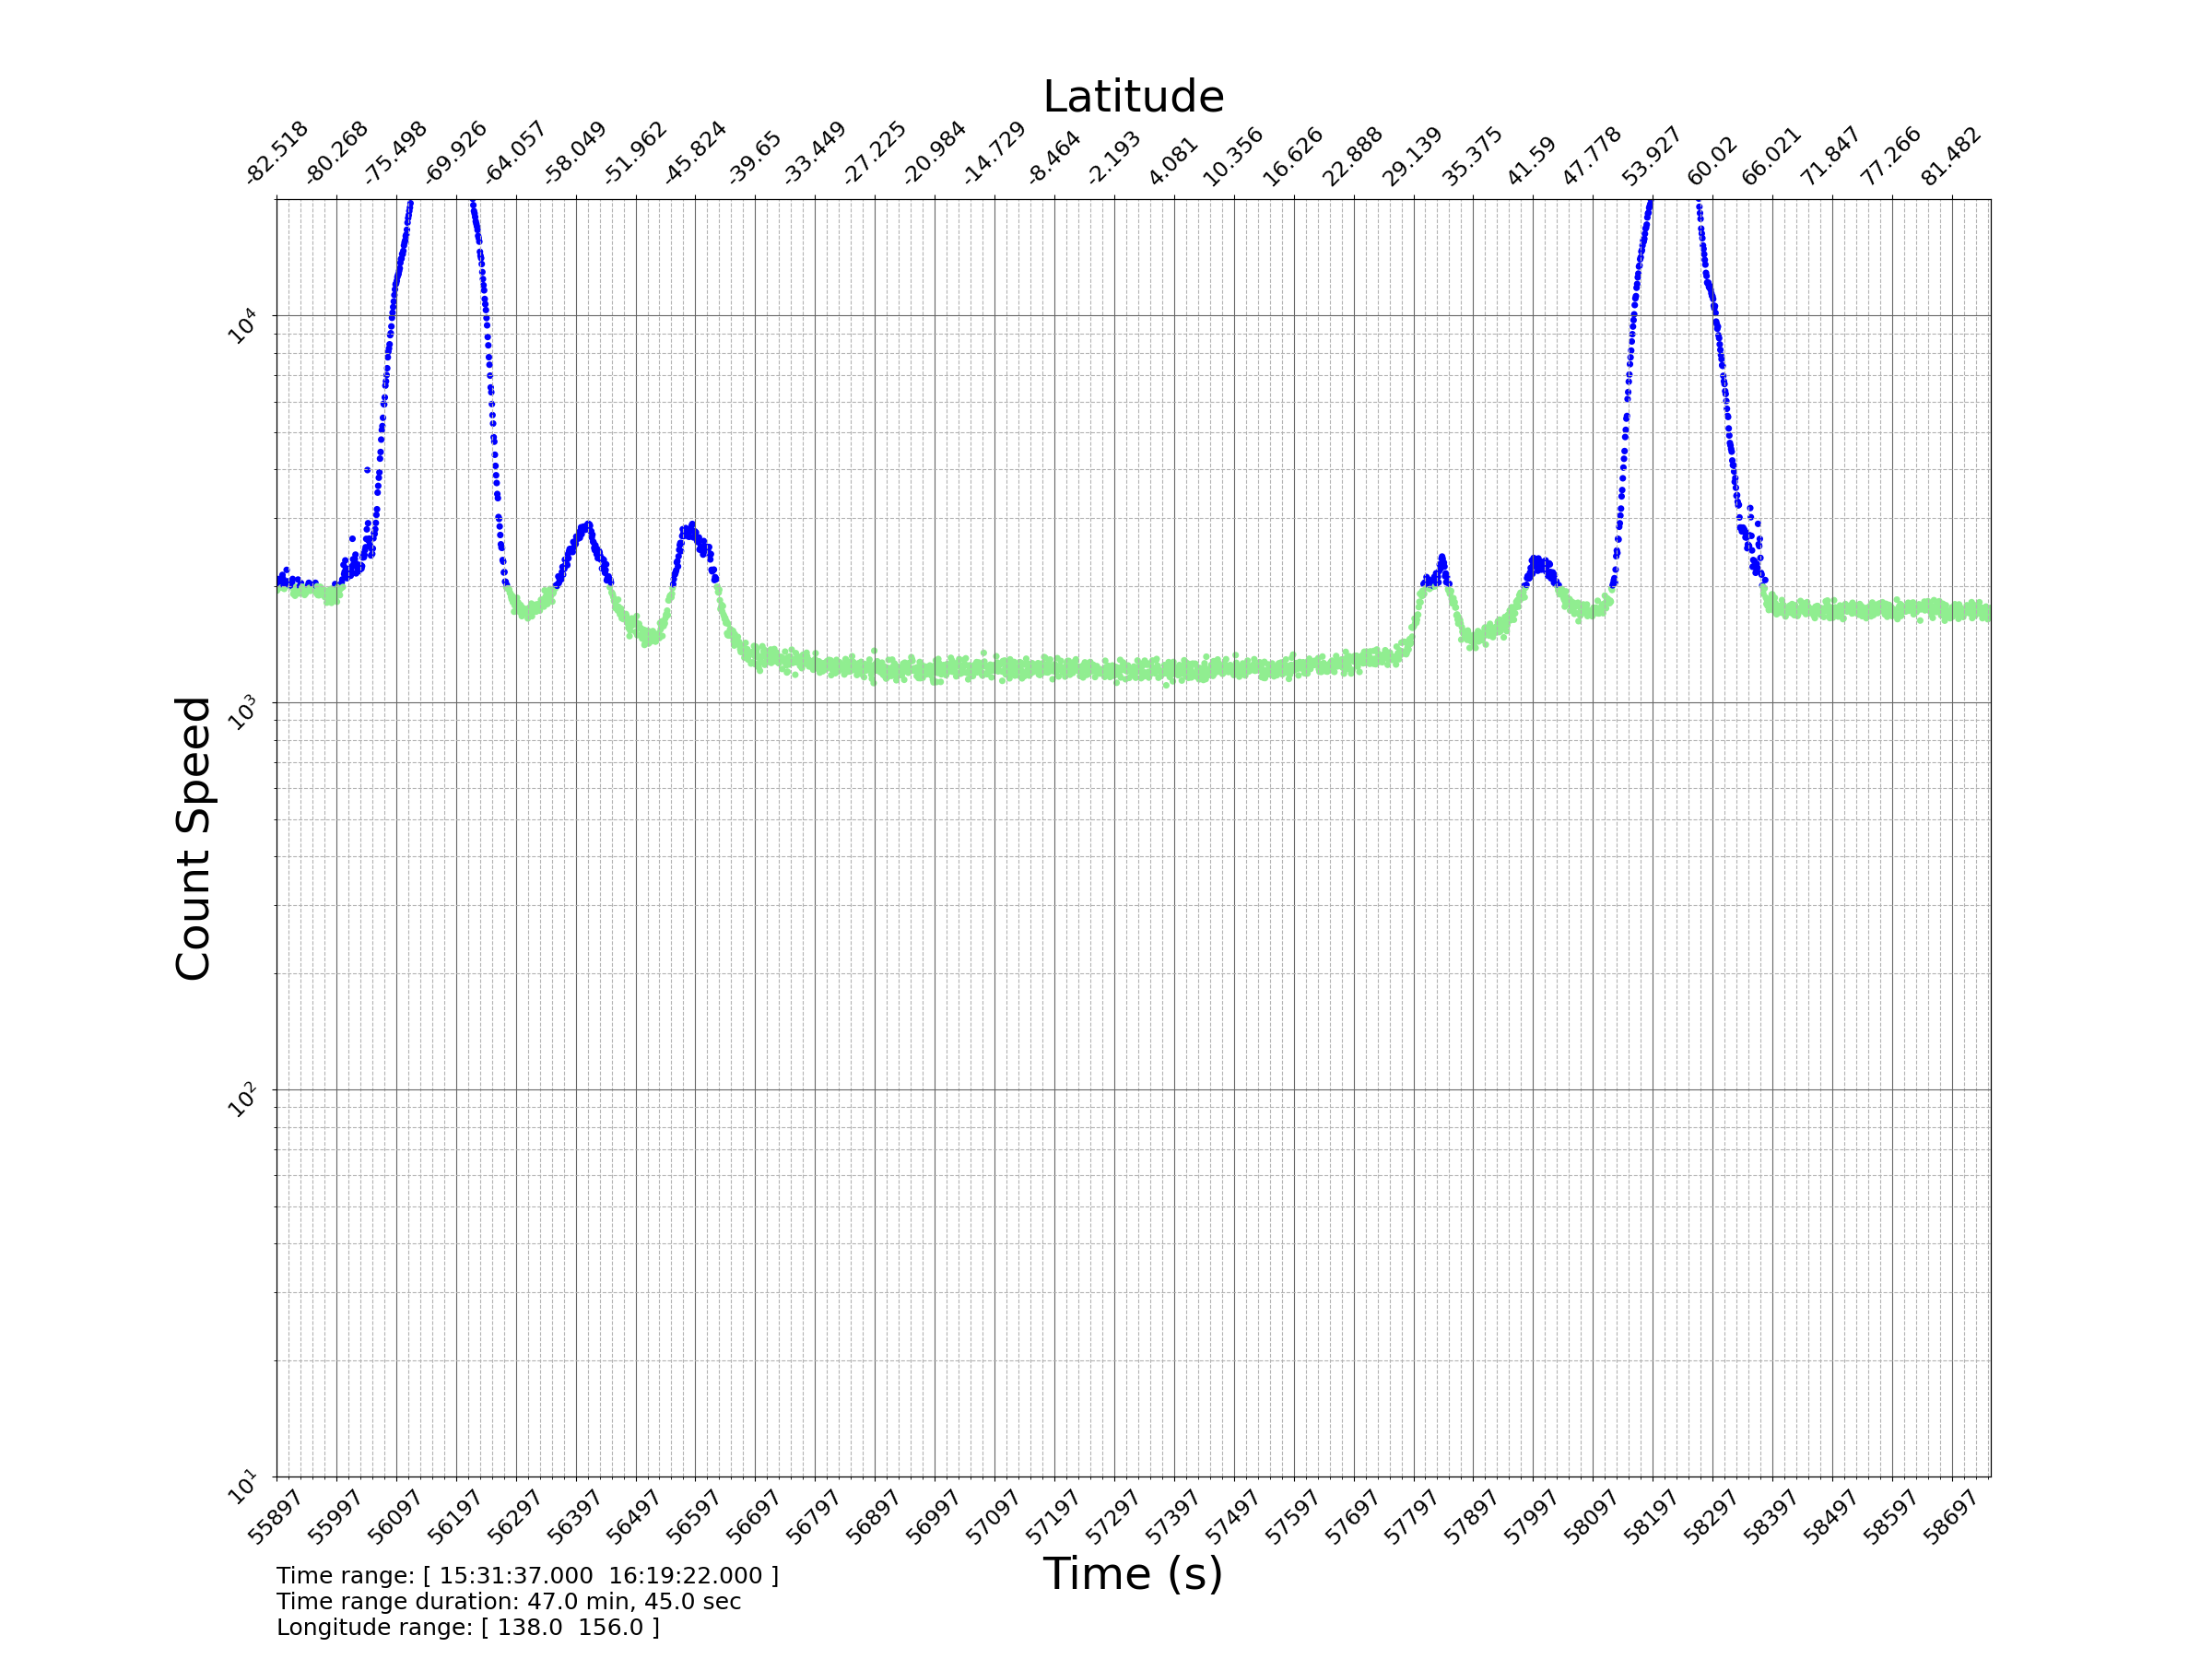 Latitude
-82.518 -80.268 -75.498 -69.926 -64.057 -58.049 -51.962 -45.824 -39.65 -33.449 -27.225 -20.984 -14.729 -8.464 -2.193 4.081 10.356 16.626 22.888 29.139 35.375 41.59 47.778 53.927 60.02 66.021 71.847 77.266 81.482
10^4
10^3
Count Speed
10^2
10^1
55897 55997 56097 56197 56297 56397 56497 56597 56697 56797 56897 56997 57097 57197 57297 57397 57497 57597 57697 57797 57897 57997 58097 58197 58297 58397 58497 58597 58697
Time (s)
Time range: [ 15:31:37.000  16:19:22.000 ]
Time range duration: 47.0 min, 45.0 sec
Longitude range: [ 138.0  156.0 ]